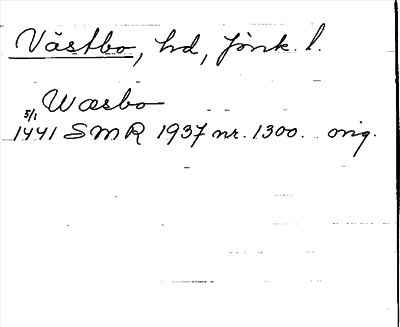 Västbo, hd, Jönk. l.
Wæsbo
5/1
1441 SMR 1937 nr. 1300. orig.